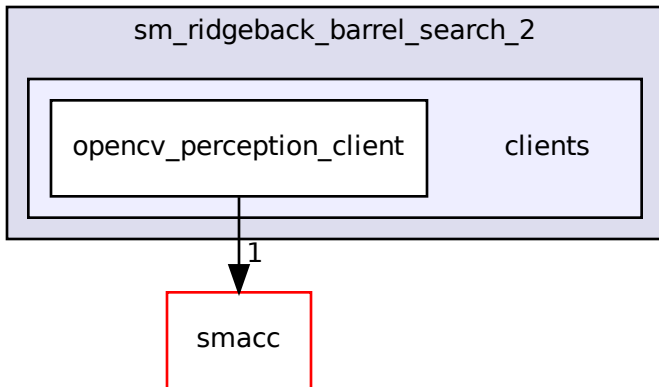 sm_ridgeback_barrel_search_2
opencv_perception_client
clients
1
smacc